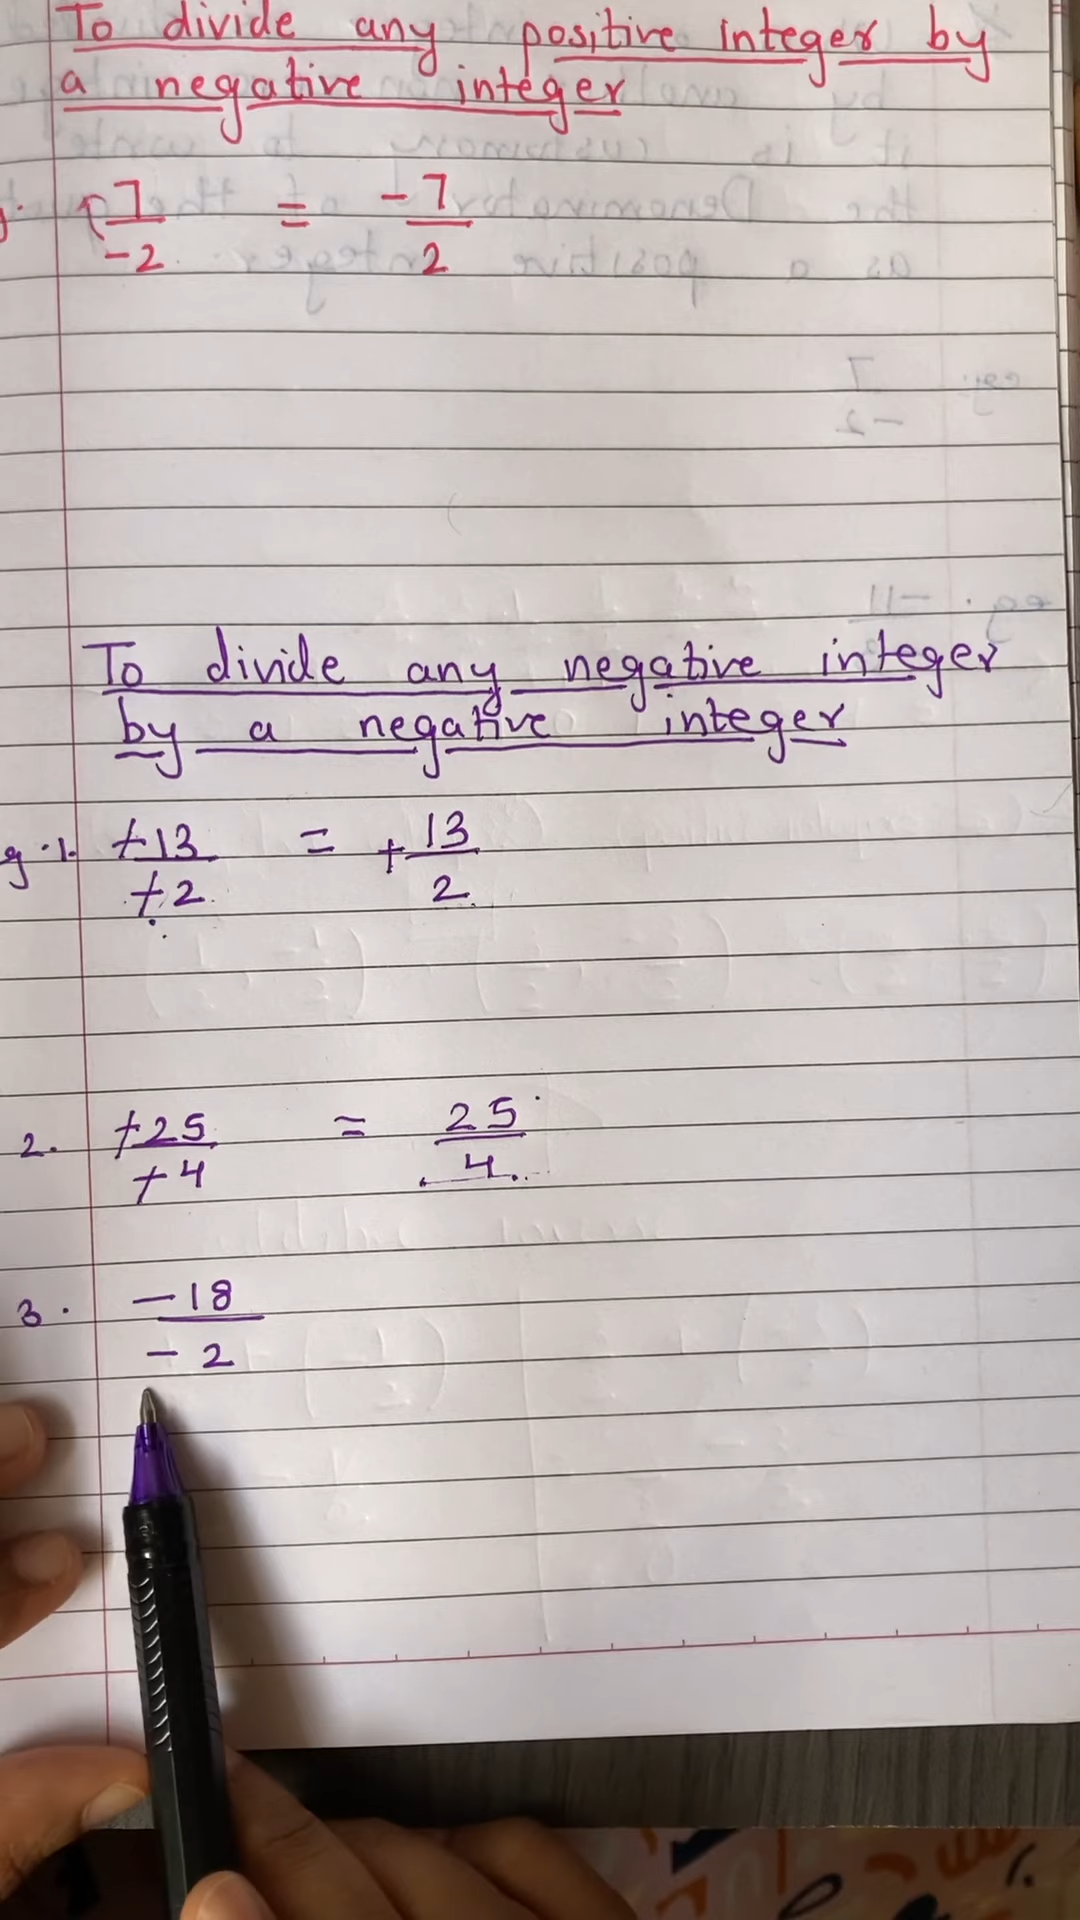 To divide any positive integer by
a negative integer
7/-2 = -7/2
To divide any negative integer
by a negative integer
g.1. +13/+2 = +13/2
2. +25/+4 = 25/4
3. -18/-2